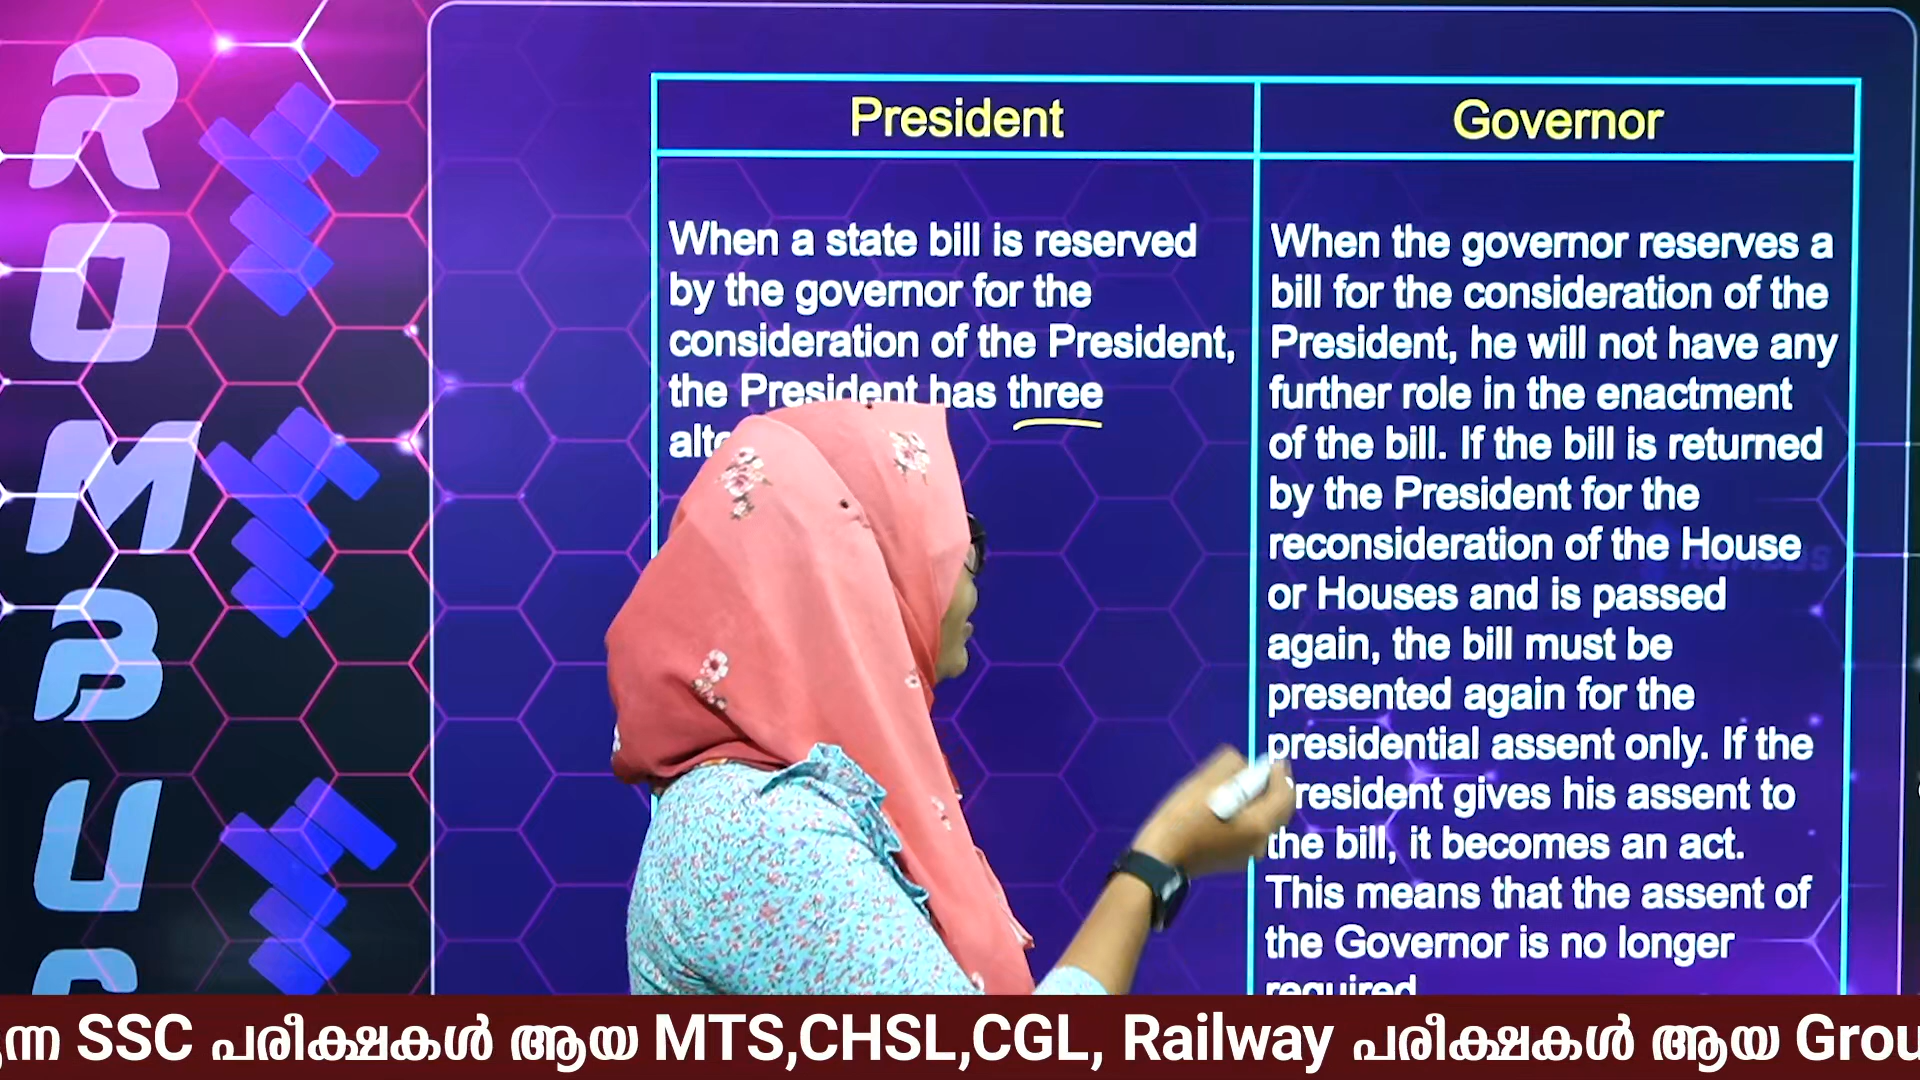 R
O
M
B
U
President
Governor
When a state bill is reserved
by the governor for the
consideration of the President,
the President has three
When the governor reserves a
bill for the consideration of the
President, he will not have any
further role in the enactment
of the bill. If the bill is returned
by the President for the
reconsideration of the House
or Houses and is passed
again, the bill must be
presented again for the
presidential assent only. If the
President gives his assent to
the bill, it becomes an act.
This means that the assent of
the Governor is no longer
required
SSC പരീക്ഷകൾ ആയ MTS,CHSL,CGL, Railway പരീക്ഷകൾ ആയ